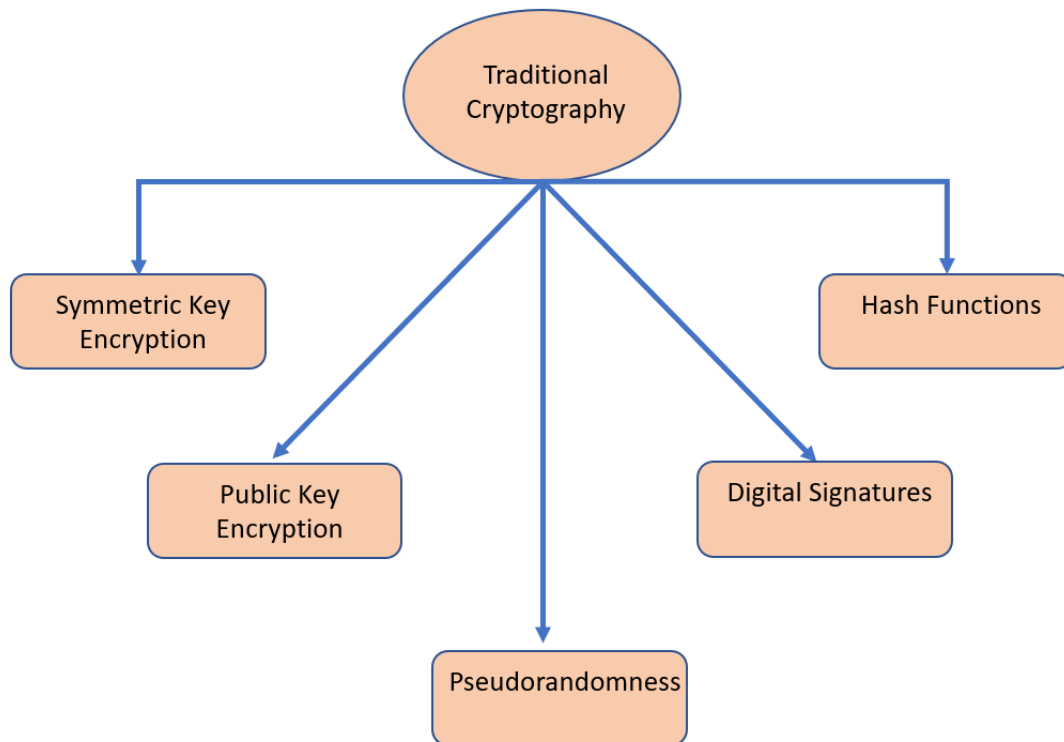 Traditional
Cryptography
Symmetric Key
Encryption
Hash Functions
Public Key
Encryption
Digital Signatures
Pseudorandomness